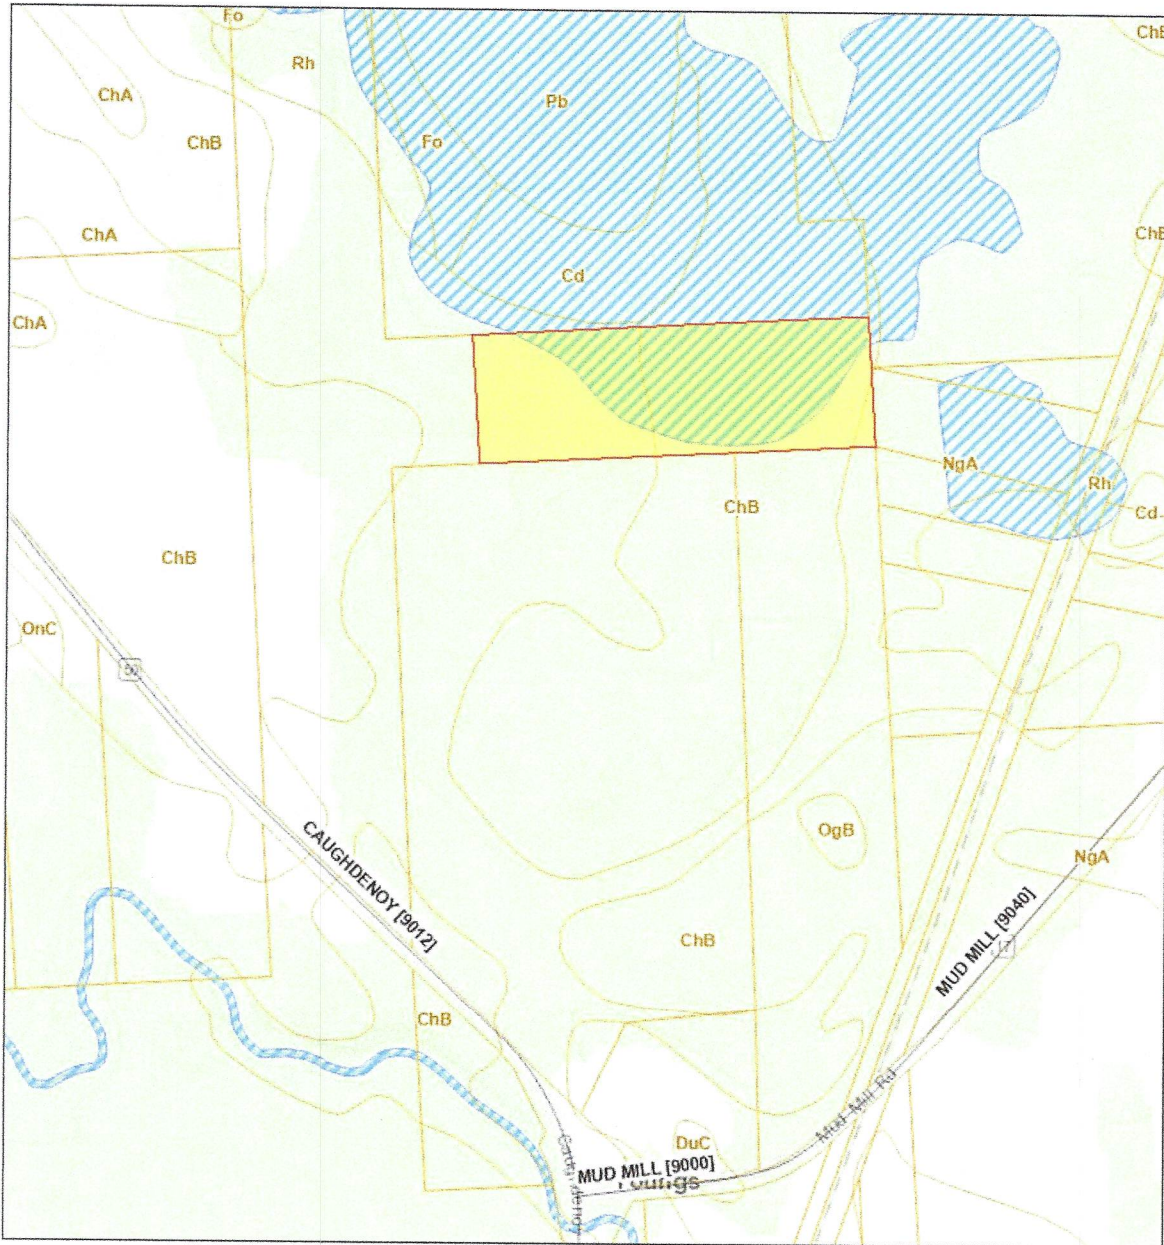 Fo
ChB
Rh
ChA
Pb
ChB
Fo
ChA
ChB
Cd
ChA
NgA
Rh
ChB
Cd
ChB
OnC
OgB
CAUGHDENOY [9012]
NgA
MUD MILL [9040]
17
ChB
ChB
Mud Mill Rd
DuC
MUD MILL [9000]